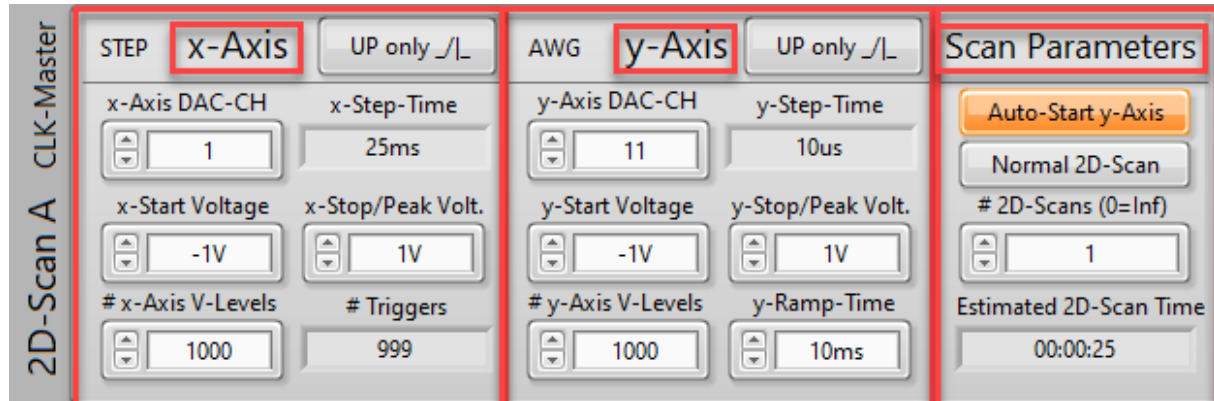 2D-Scan A CLK-Master
STEP x-Axis UP only _/|_
x-Axis DAC-CH x-Step-Time
1 25ms
x-Start Voltage x-Stop/Peak Volt.
-1V 1V
# x-Axis V-Levels # Triggers
1000 999
AWG y-Axis UP only _/|_
y-Axis DAC-CH y-Step-Time
11 10us
y-Start Voltage y-Stop/Peak Volt.
-1V 1V
# y-Axis V-Levels y-Ramp-Time
1000 10ms
Scan Parameters
Auto-Start y-Axis
Normal 2D-Scan
# 2D-Scans (0=Inf)
1
Estimated 2D-Scan Time
00:00:25